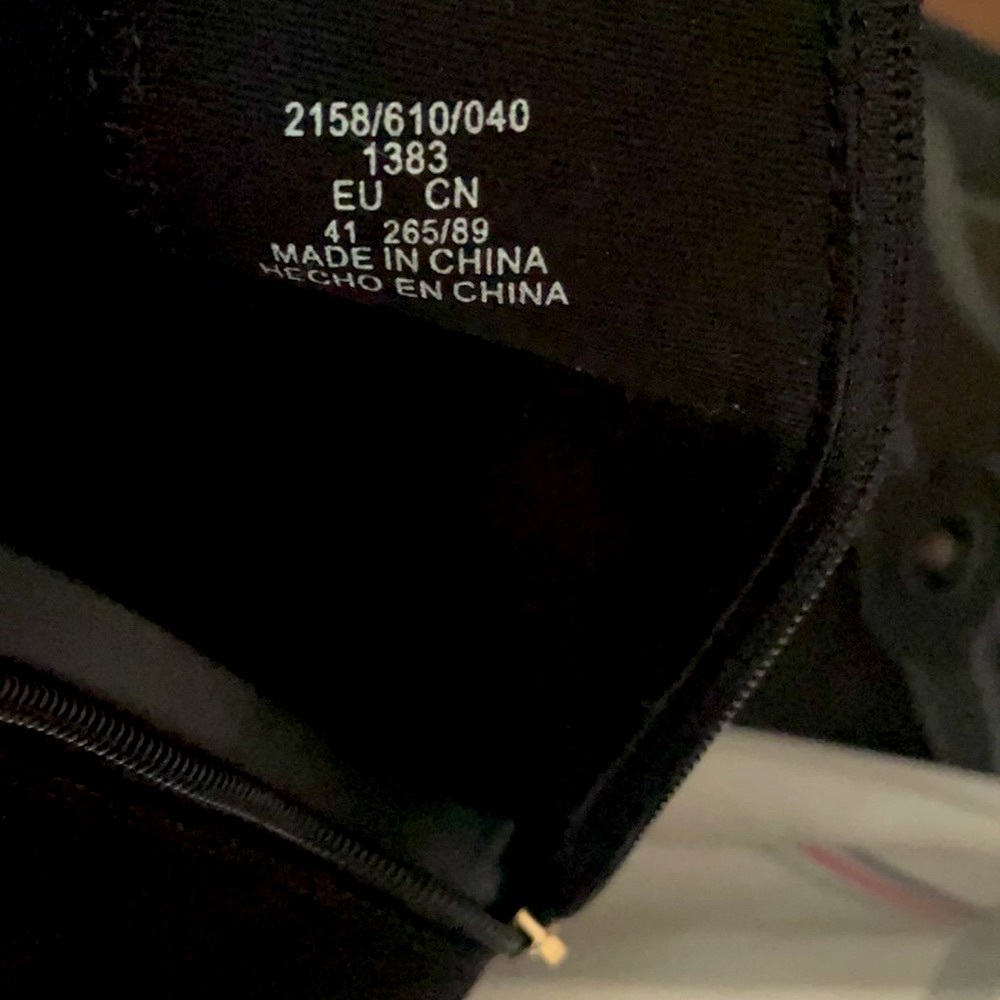 2158/610/040
1383
EU CN
41 265/89
MADE IN CHINA
HECHO EN CHINA